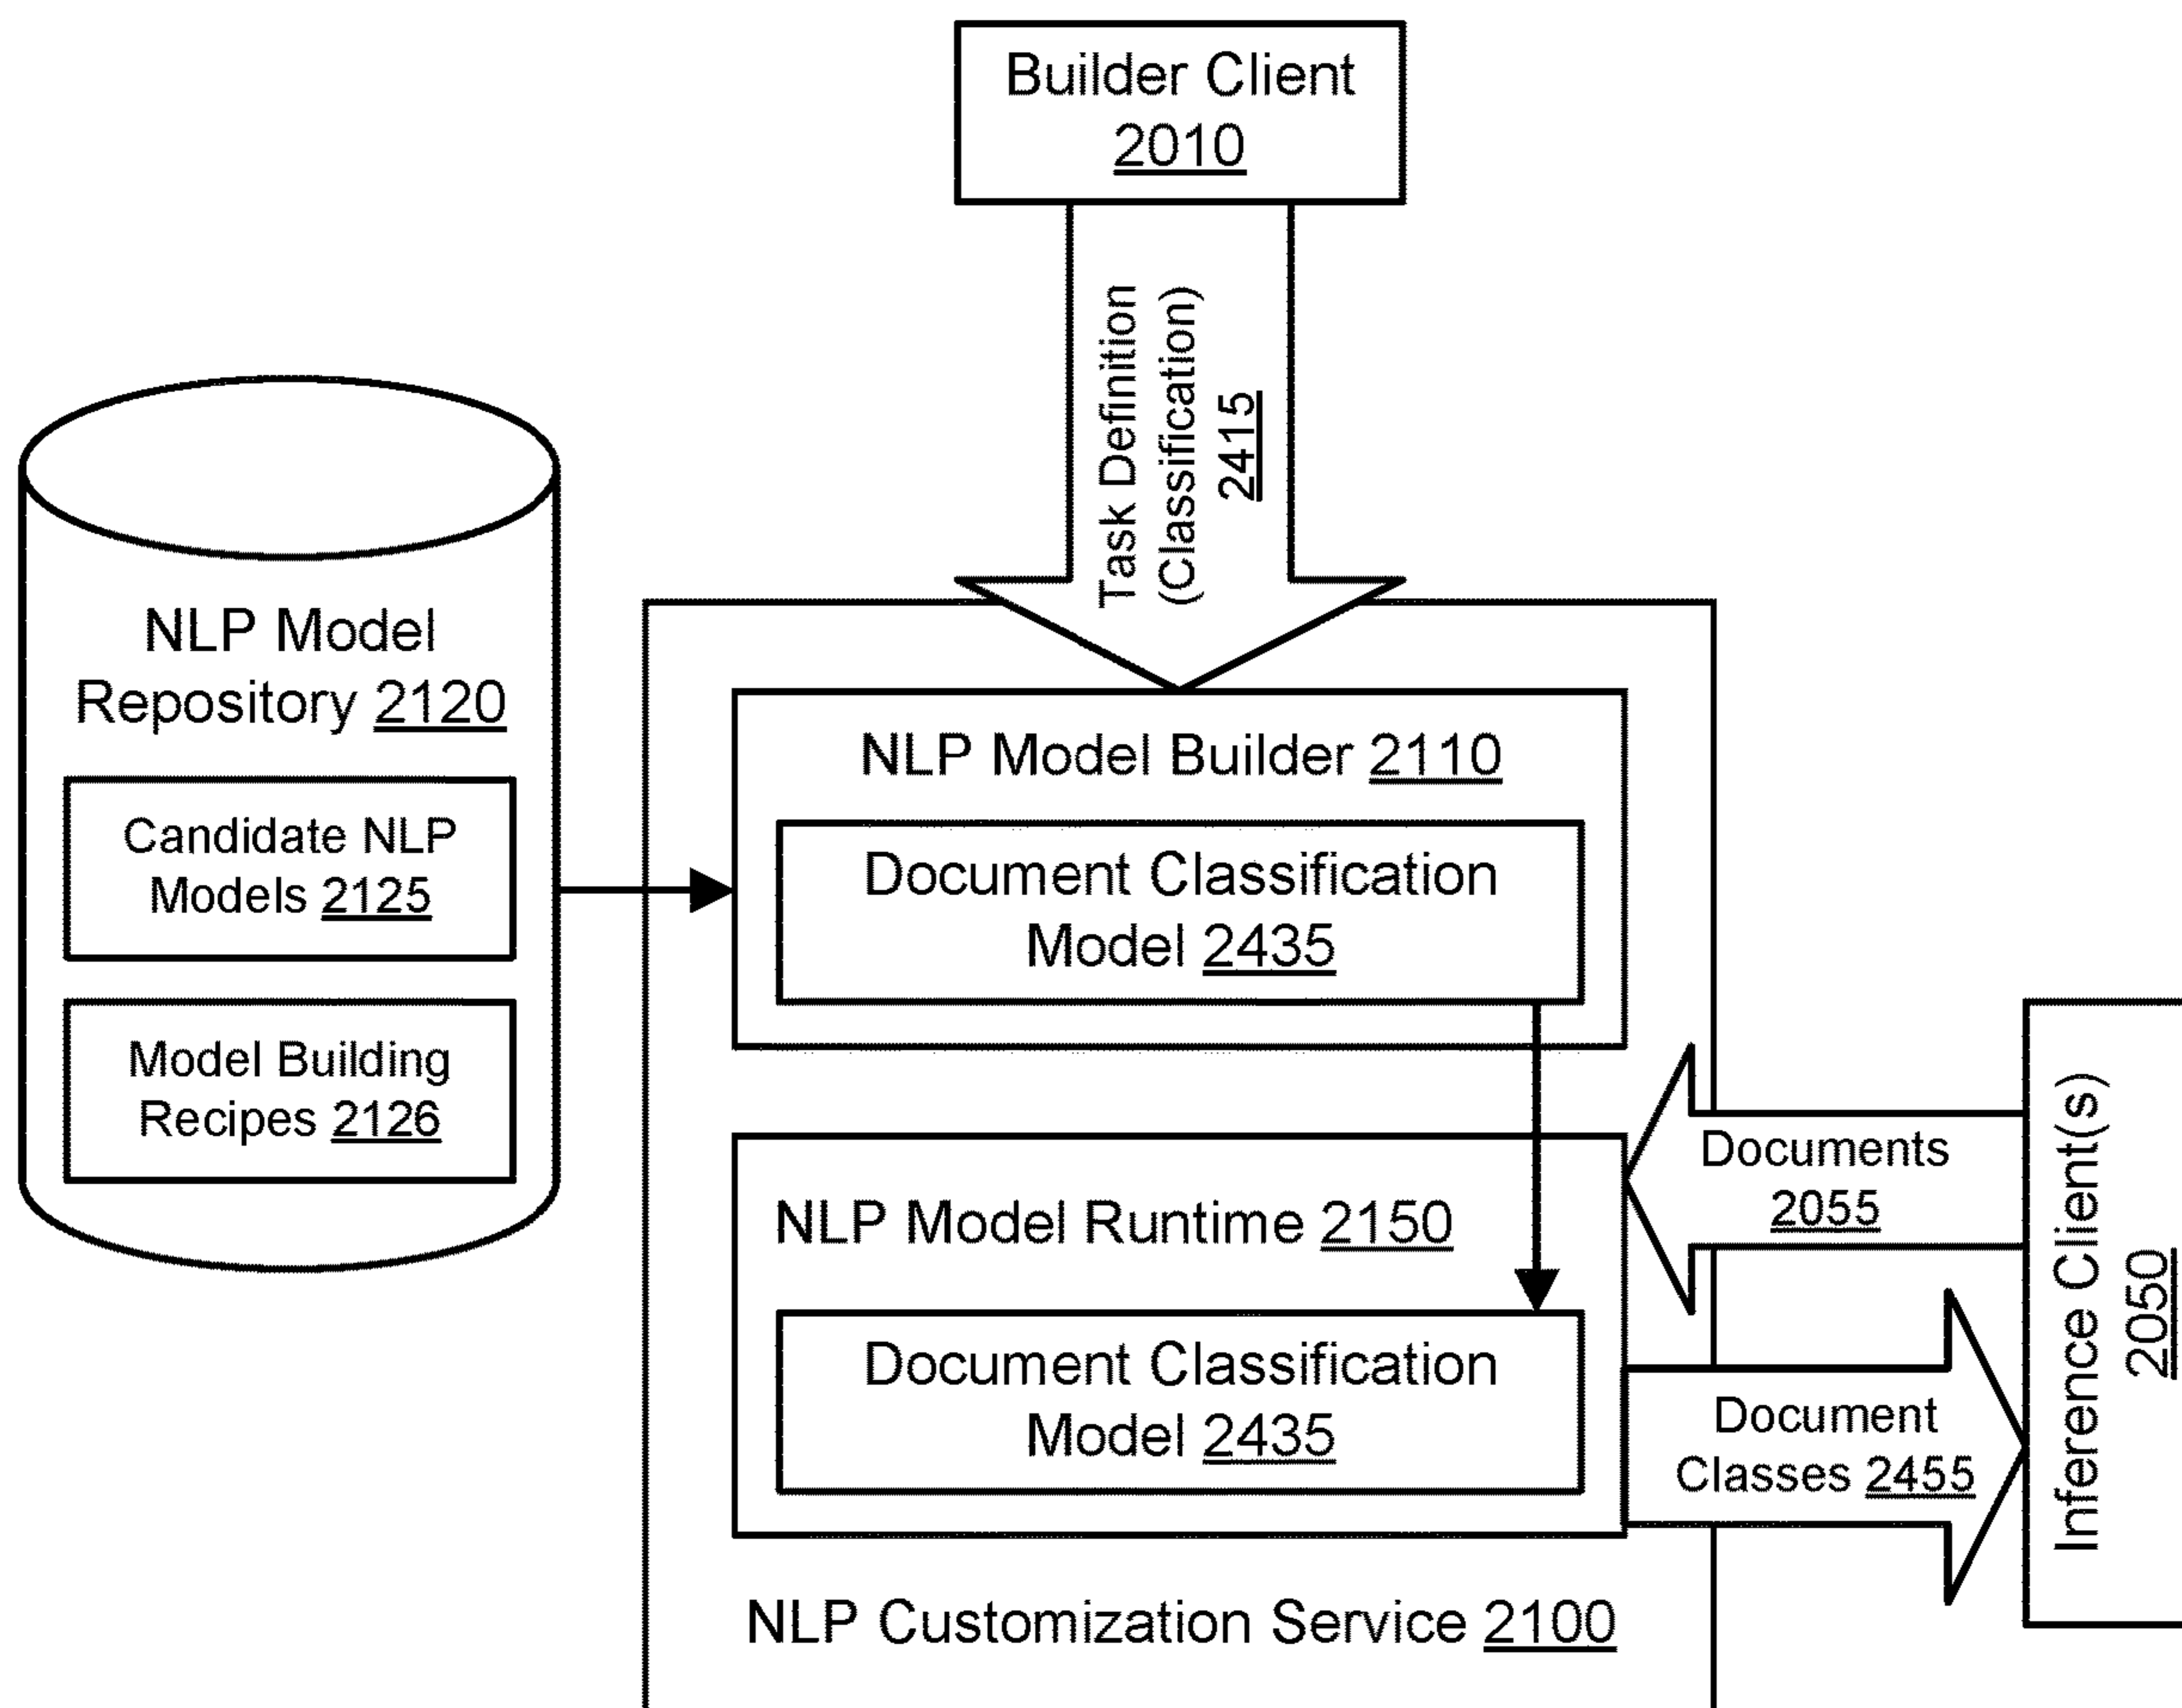 Builder Client
2010
Task Definition
(Classification)
2415
NLP Model
Repository 2120
Candidate NLP
Models 2125
Model Building
Recipes 2126
NLP Model Builder 2110
Document Classification
Model 2435
NLP Model Runtime 2150
Document Classification
Model 2435
Documents
2055
Document
Classes 2455
Inference Client(s)
2050
NLP Customization Service 2100